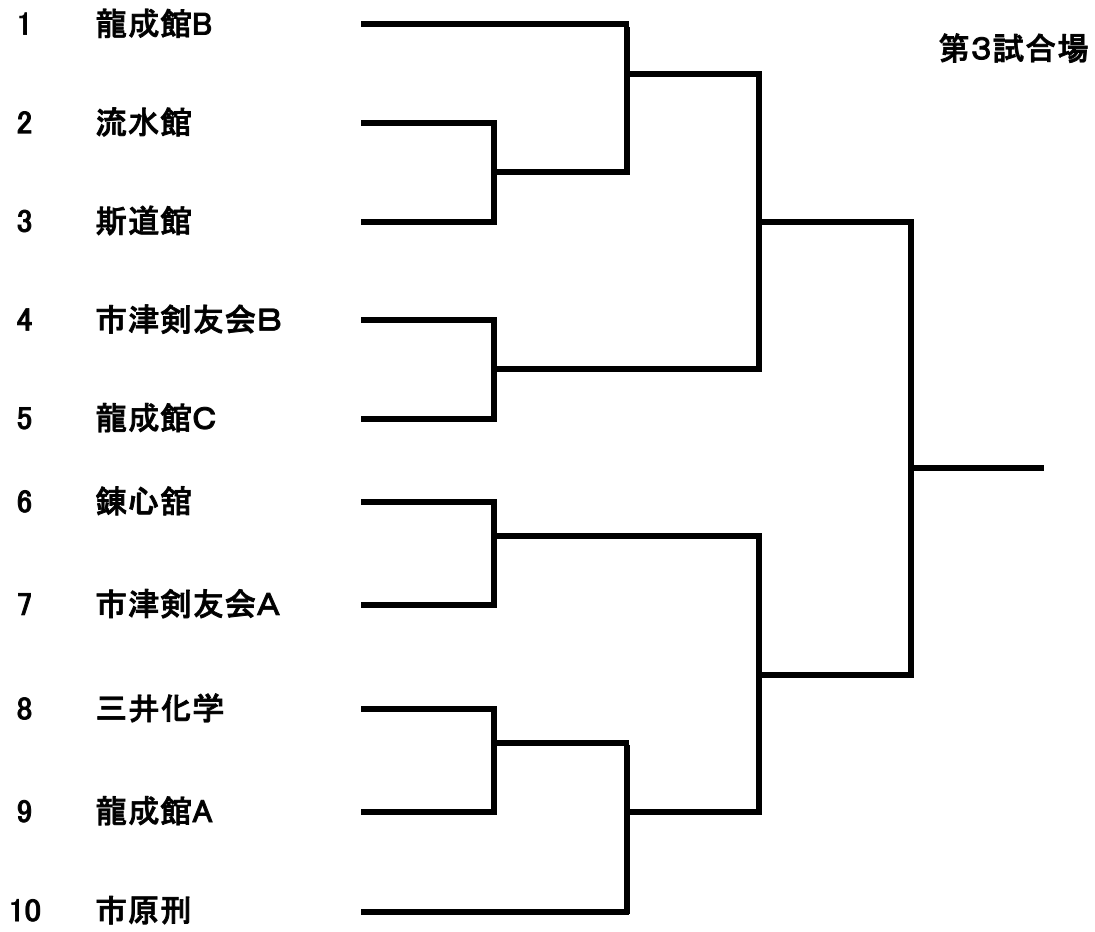 1 龍成館B
第3試合場
2 流水館
3 斯道館
4 市津剣友会B
5 龍成館C
6 錬心舘
7 市津剣友会A
8 三井化学
9 龍成館A
10 市原刑